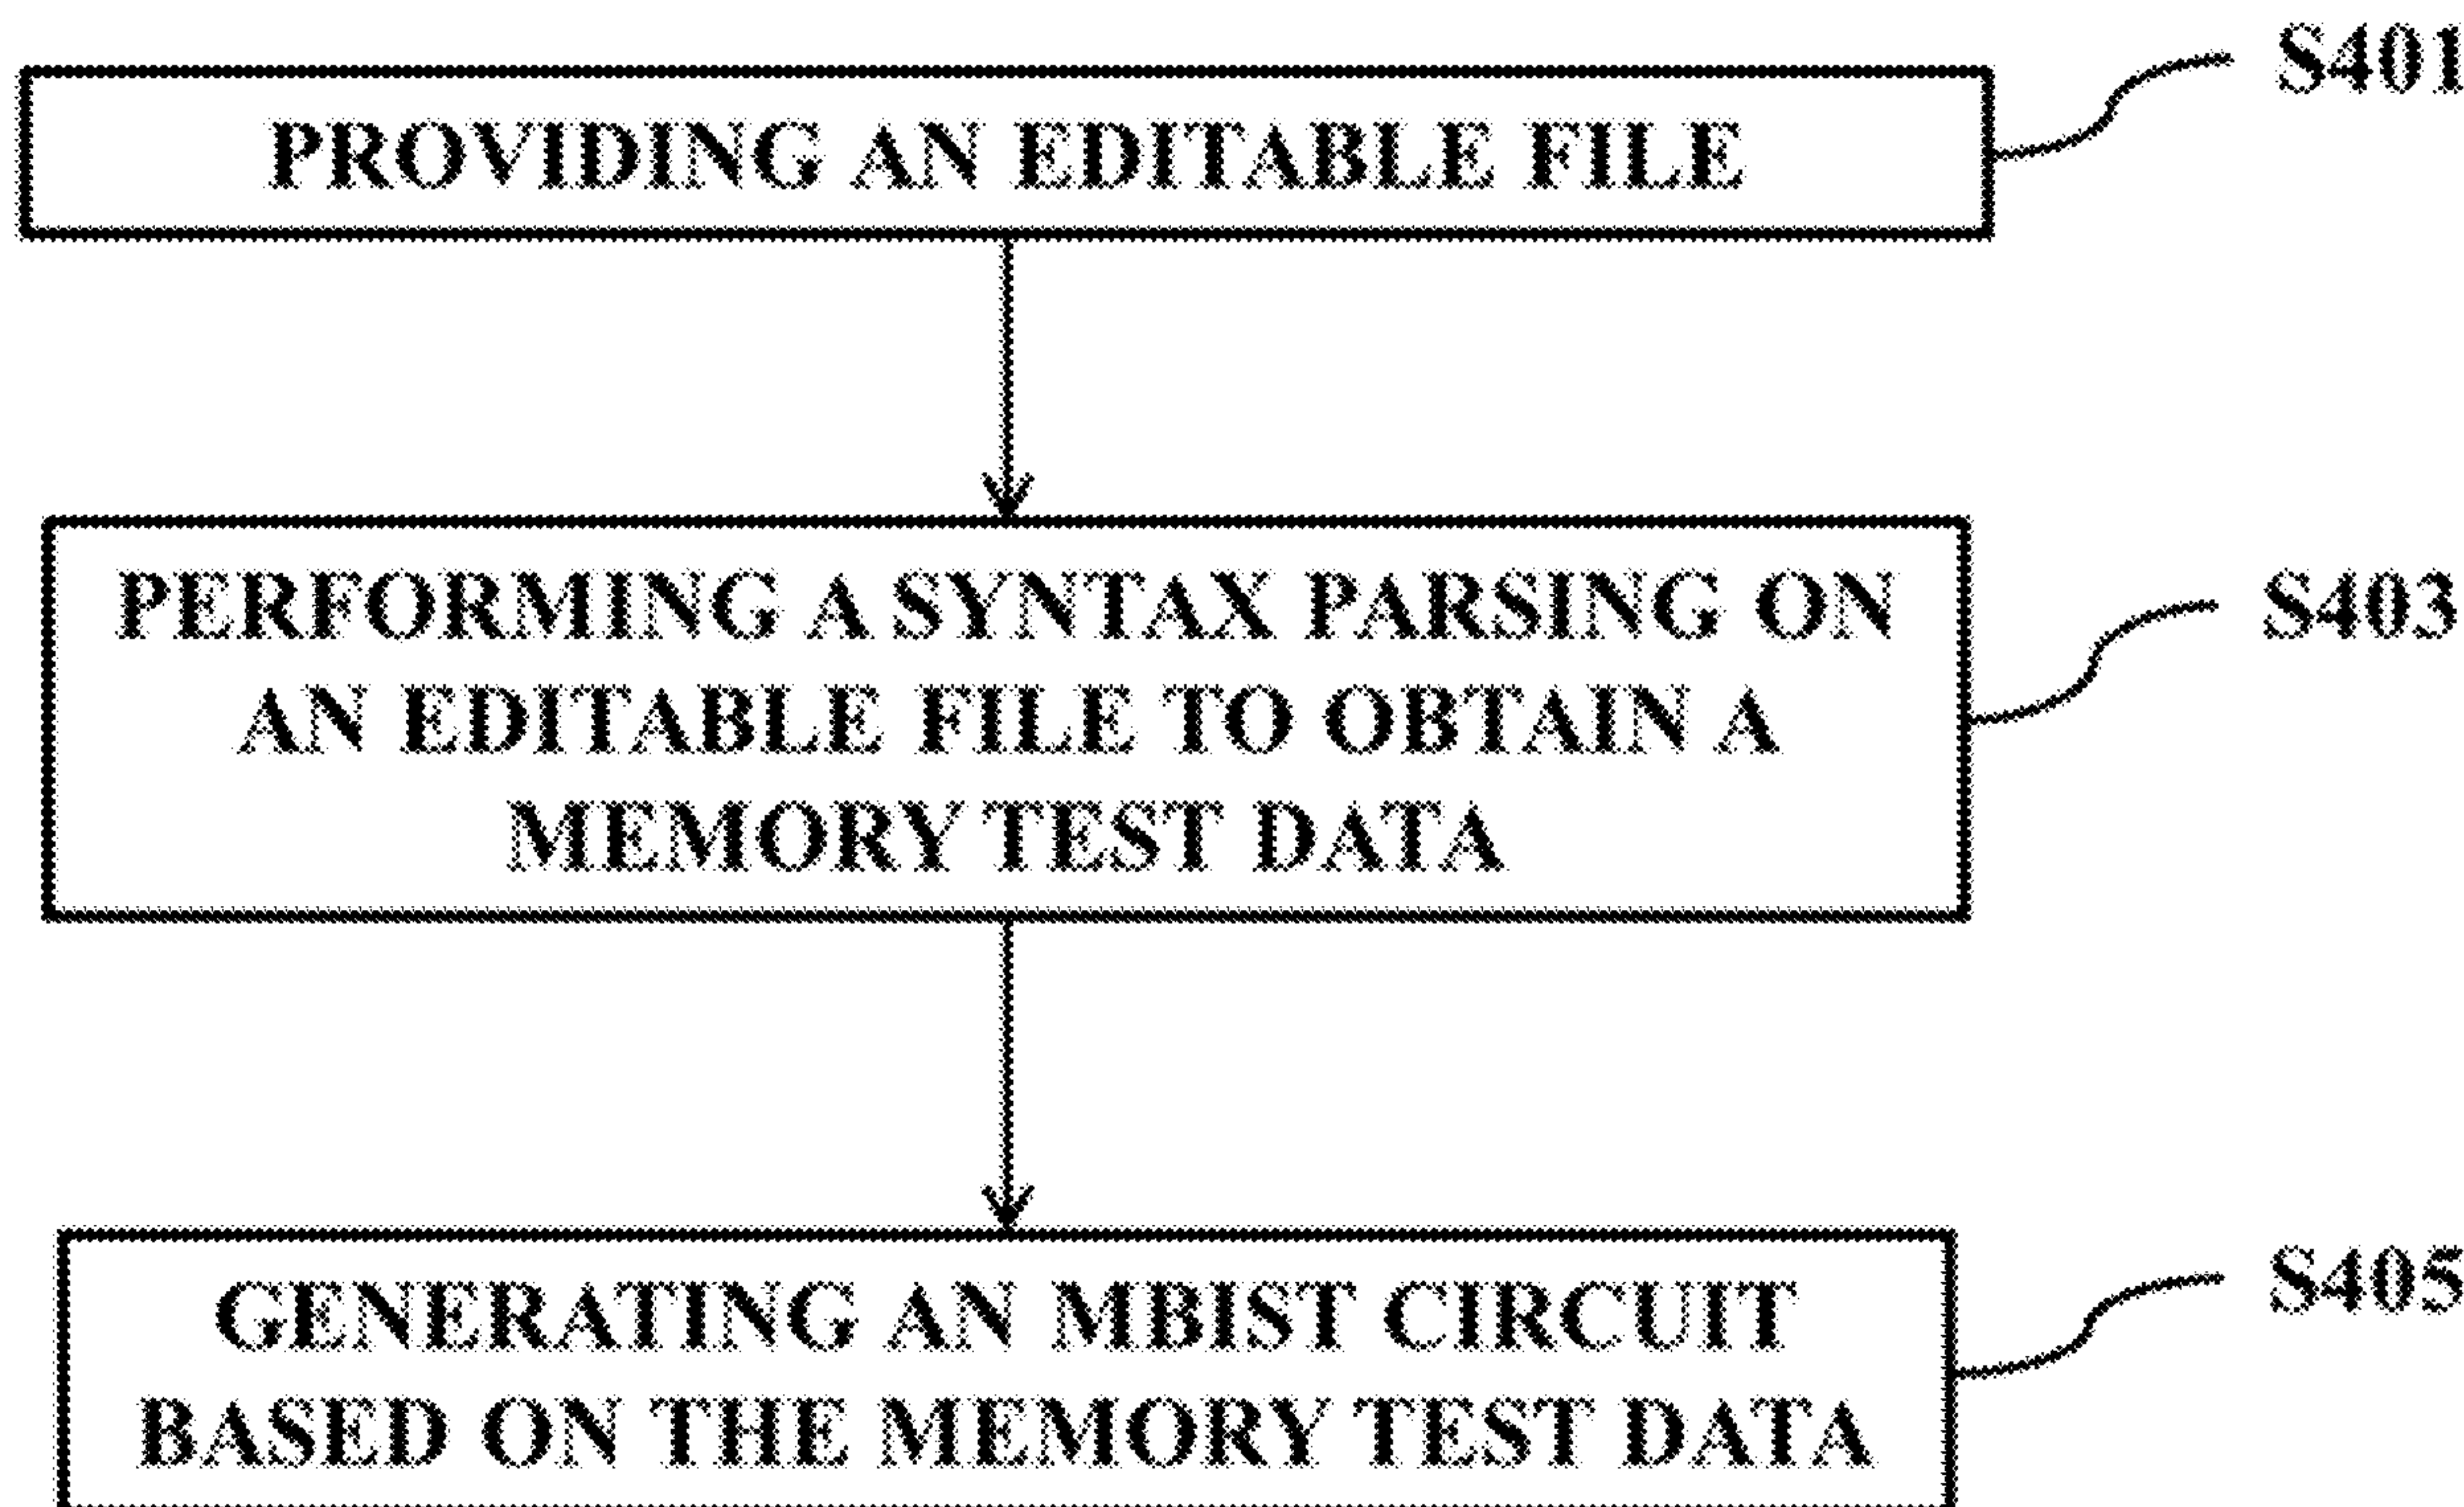 S401
PROVIDING AN EDITABLE FILE
PERFORMING A SYNTAX PARSING ON
AN EDITABLE FILE TO OBTAIN A
MEMORY TEST DATA
S403
GENERATING AN MBIST CIRCUIT
BASED ON THE MEMORY TEST DATA
S405